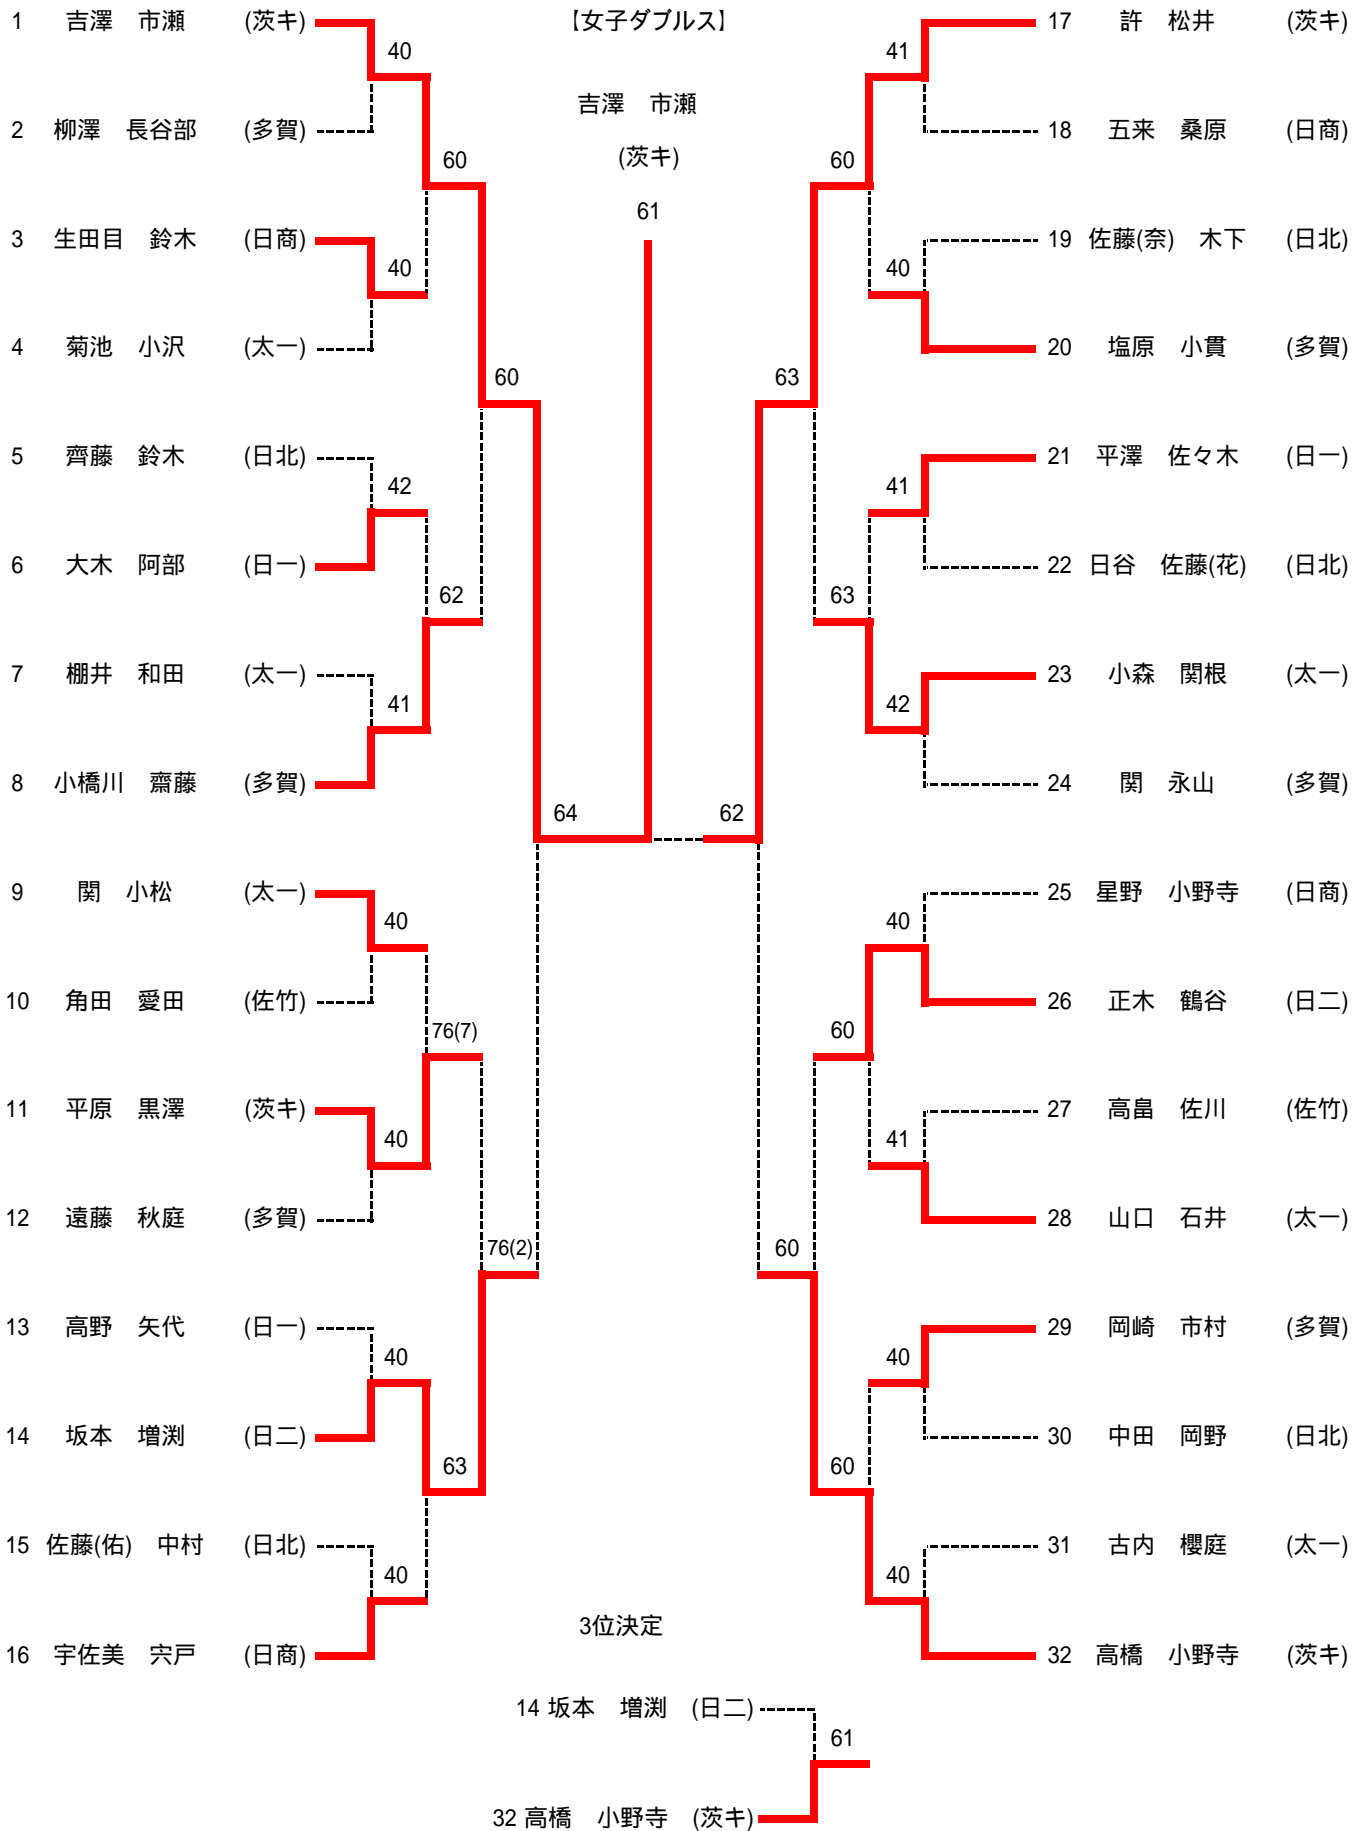 【女子ダブルス】
吉澤　市瀬
(茨キ)
61
1 吉澤　市瀬 (茨キ)
40
2 柳澤　長谷部 (多賀)
60
3 生田目　鈴木 (日商)
40
4 菊池　小沢 (太一)
60
5 齊藤　鈴木 (日北)
42
6 大木　阿部 (日一)
62
7 棚井　和田 (太一)
41
8 小橋川　齋藤 (多賀)
64
9 関　小松 (太一)
40
10 角田　愛田 (佐竹)
76(7)
11 平原　黒澤 (茨キ)
40
12 遠藤　秋庭 (多賀)
76(2)
13 高野　矢代 (日一)
40
14 坂本　増渕 (日二)
63
15 佐藤(佑)　中村 (日北)
40
16 宇佐美　宍戸 (日商)
17 許　松井 (茨キ)
41
18 五来　桑原 (日商)
60
19 佐藤(奈)　木下 (日北)
40
20 塩原　小貫 (多賀)
63
21 平澤　佐々木 (日一)
41
22 日谷　佐藤(花) (日北)
63
23 小森　関根 (太一)
42
24 関　永山 (多賀)
62
25 星野　小野寺 (日商)
40
26 正木　鶴谷 (日二)
60
27 高畠　佐川 (佐竹)
41
28 山口　石井 (太一)
60
29 岡崎　市村 (多賀)
40
30 中田　岡野 (日北)
60
31 古内　櫻庭 (太一)
40
32 高橋　小野寺 (茨キ)
3位決定
14 坂本　増渕 (日二)
61
32 高橋　小野寺 (茨キ)